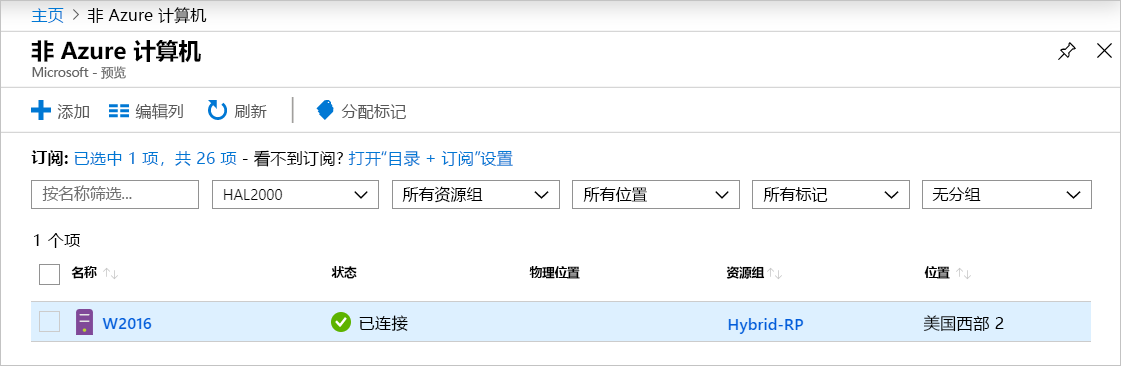 主页 > 非 Azure 计算机
非 Azure 计算机
Microsoft - 预览
添加 编辑列 刷新 分配标记
订阅: 已选中 1 项，共 26 项 - 看不到订阅? 打开“目录 + 订阅”设置
按名称筛选... HAL2000 所有资源组 所有位置 所有标记 无分组
1 个项
名称 状态 物理位置 资源组 位置
W2016 已连接 Hybrid-RP 美国西部 2